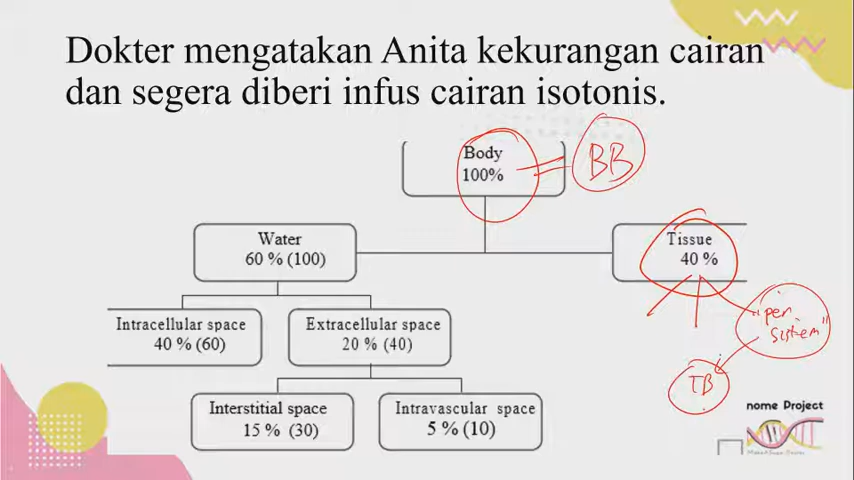 Dokter mengatakan Anita kekurangan cairan
dan segera diberi infus cairan isotonis.
Body
100%
BB
Water
60 % (100)
Tissue
40 %
Intracellular space
40 % (60)
Extracellular space
20 % (40)
"per
sistem"
TB
Interstitial space
15 % (30)
Intravascular space
5 % (10)
nome Project